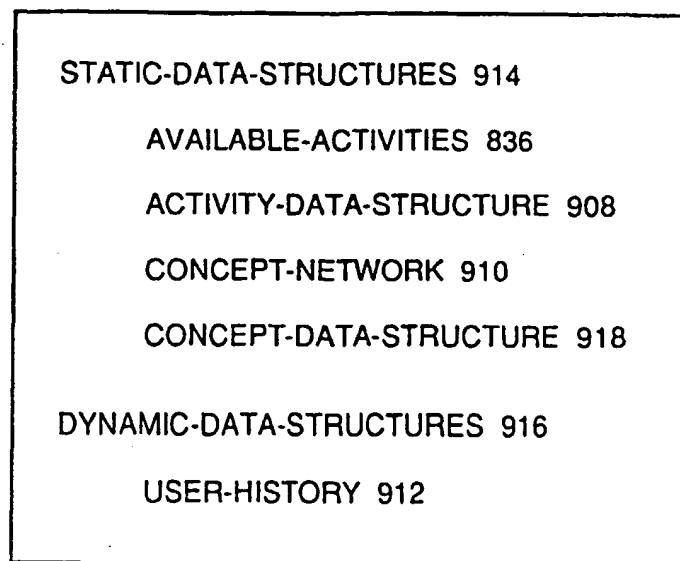 STATIC-DATA-STRUCTURES 914
AVAILABLE-ACTIVITIES 836
ACTIVITY-DATA-STRUCTURE 908
CONCEPT-NETWORK 910
CONCEPT-DATA-STRUCTURE 918
DYNAMIC-DATA-STRUCTURES 916
USER-HISTORY 912